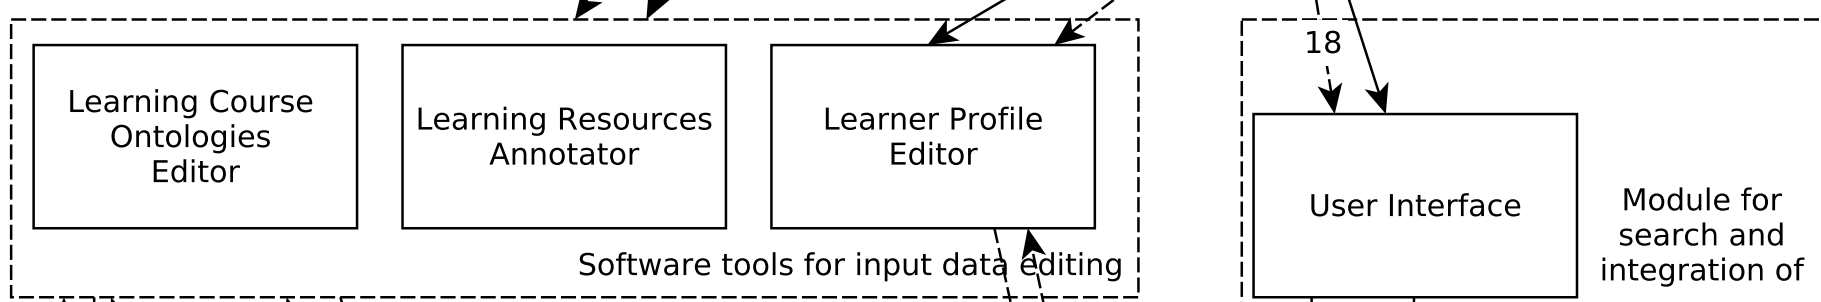 18
Learning Course
Ontologies
Editor
Learning Resources
Annotator
Learner Profile
Editor
User Interface
Module for
search and
integration of
Software tools for input data editing